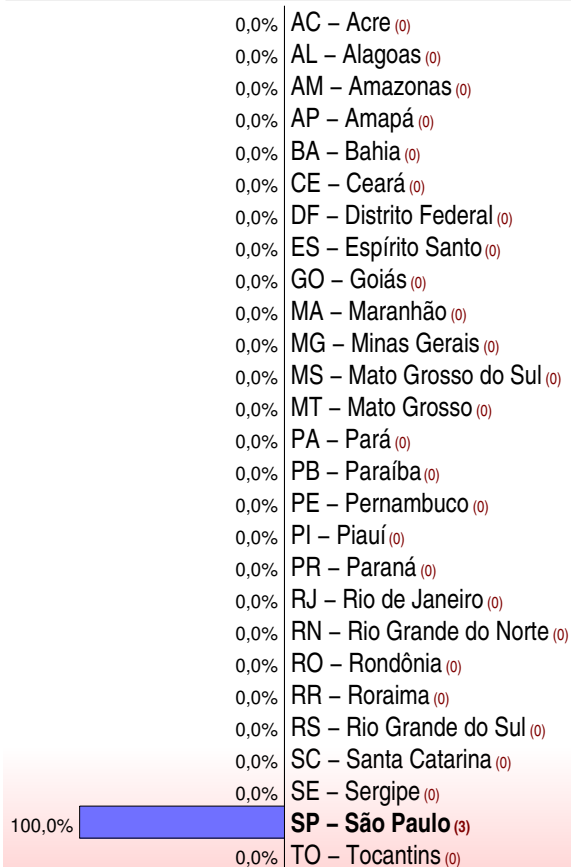 0,0% AC – Acre (0)
0,0% AL – Alagoas (0)
0,0% AM – Amazonas (0)
0,0% AP – Amapá (0)
0,0% BA – Bahia (0)
0,0% CE – Ceará (0)
0,0% DF – Distrito Federal (0)
0,0% ES – Espírito Santo (0)
0,0% GO – Goiás (0)
0,0% MA – Maranhão (0)
0,0% MG – Minas Gerais (0)
0,0% MS – Mato Grosso do Sul (0)
0,0% MT – Mato Grosso (0)
0,0% PA – Pará (0)
0,0% PB – Paraíba (0)
0,0% PE – Pernambuco (0)
0,0% PI – Piauí (0)
0,0% PR – Paraná (0)
0,0% RJ – Rio de Janeiro (0)
0,0% RN – Rio Grande do Norte (0)
0,0% RO – Rondônia (0)
0,0% RR – Roraima (0)
0,0% RS – Rio Grande do Sul (0)
0,0% SC – Santa Catarina (0)
0,0% SE – Sergipe (0)
100,0% SP – São Paulo (3)
0,0% TO – Tocantins (0)